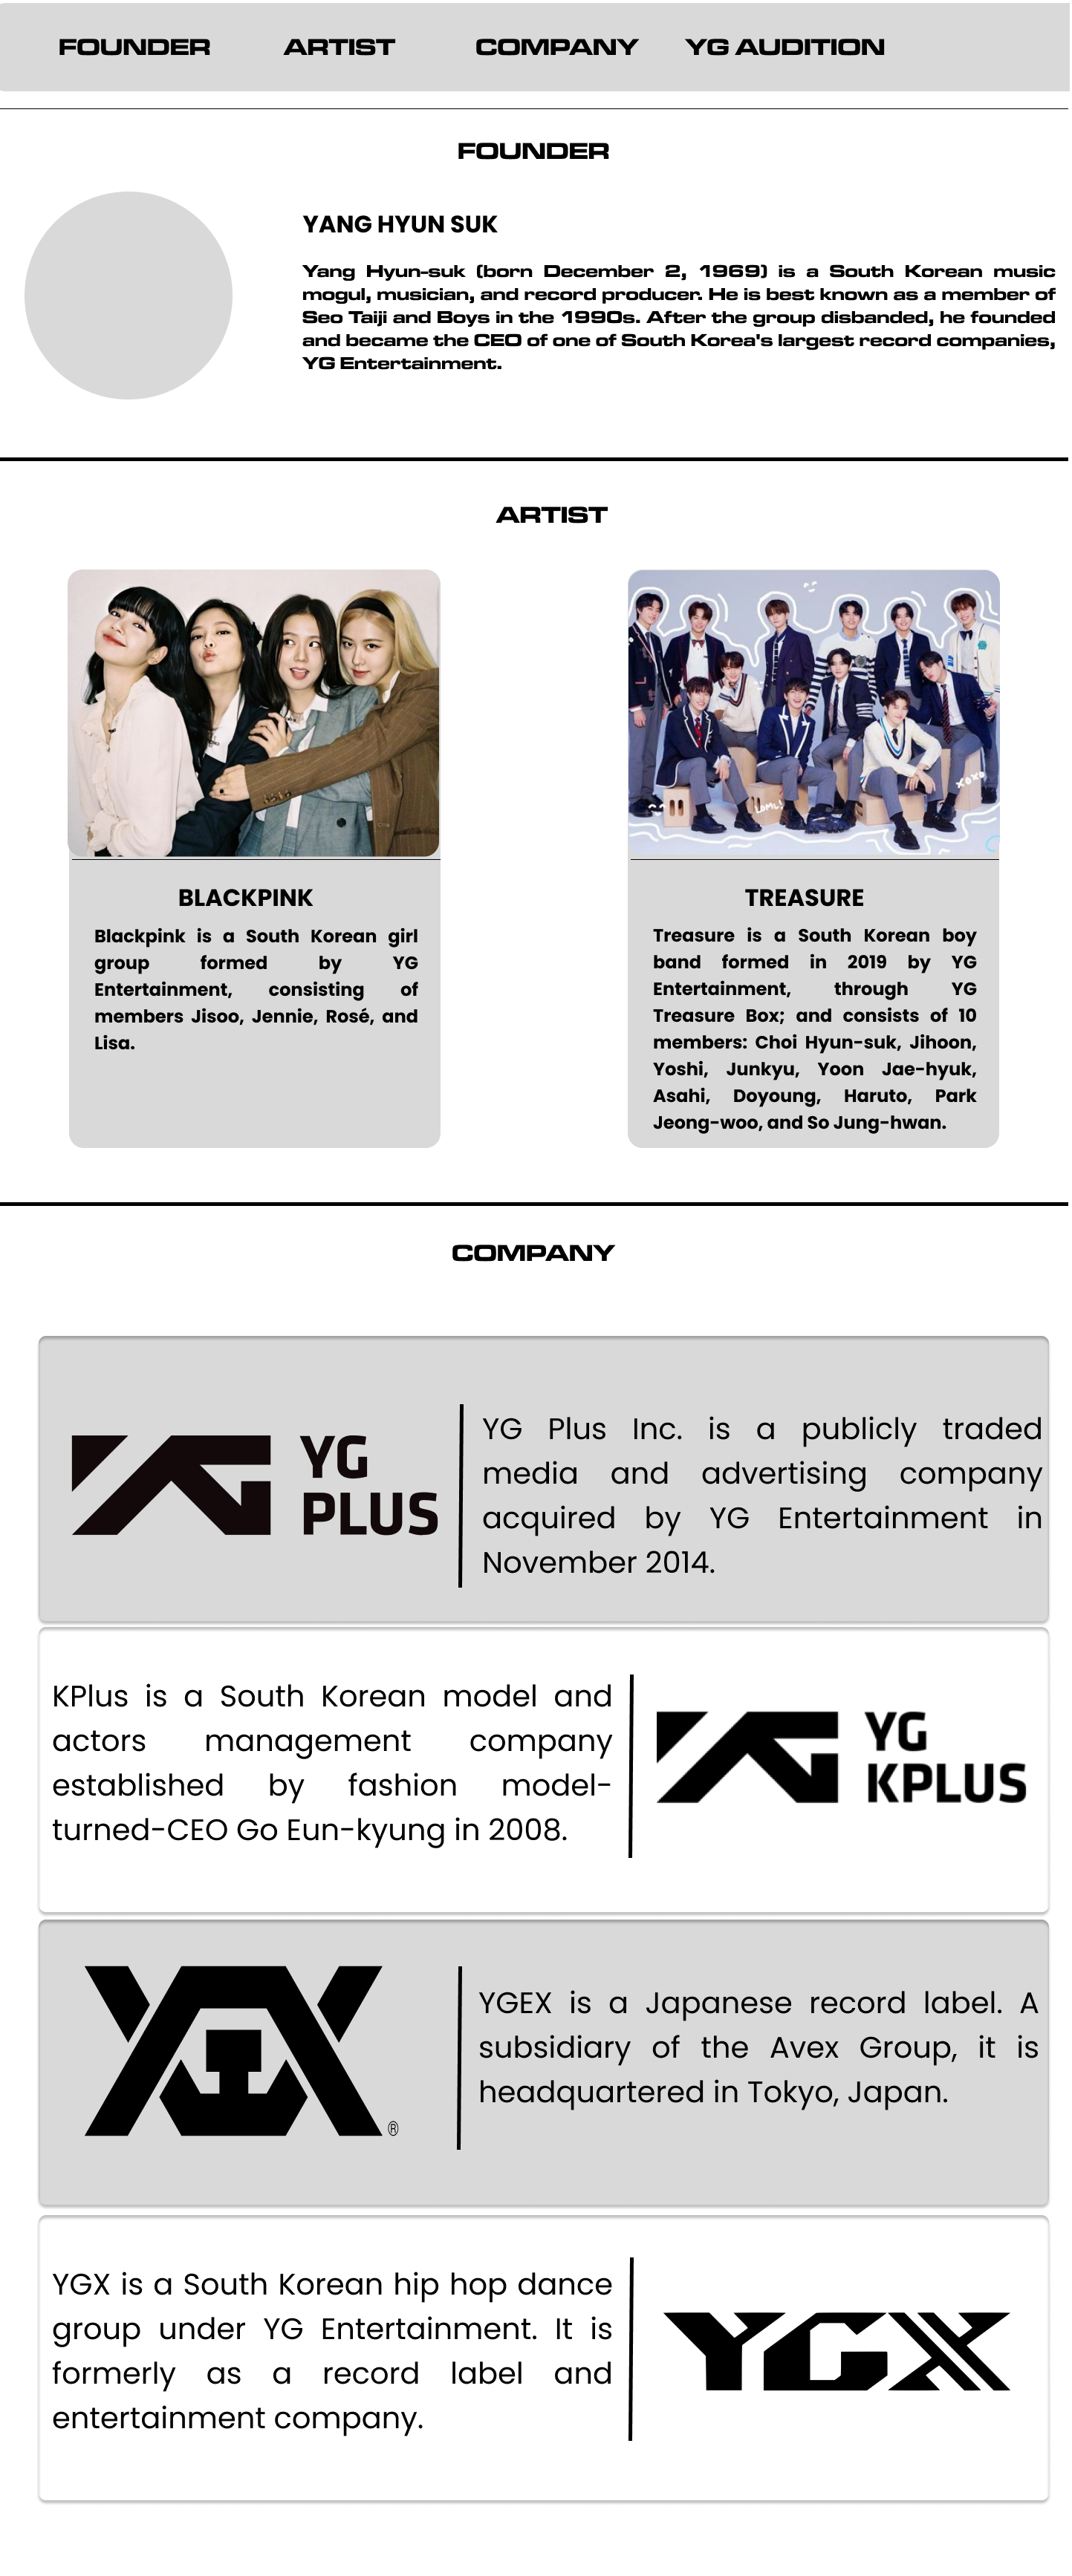 FOUNDER ARTIST COMPANY YG AUDITION
FOUNDER
YANG HYUN SUK
Yang Hyun-suk (born December 2, 1969) is a South Korean music
mogul, musician, and record producer. He is best known as a member of
Seo Taiji and Boys in the 1990s. After the group disbanded, he founded
and became the CEO of one of South Korea's largest record companies,
YG Entertainment.
ARTIST
XOXO
LOML!
BLACKPINK
Blackpink is a South Korean girl
group formed by YG
Entertainment, consisting of
members Jisoo, Jennie, Rosé, and
Lisa.
TREASURE
Treasure is a South Korean boy
band formed in 2019 by YG
Entertainment, through YG
Treasure Box; and consists of 10
members: Choi Hyun-suk, Jihoon,
Yoshi, Junkyu, Yoon Jae-hyuk,
Asahi, Doyoung, Haruto, Park
Jeong-woo, and So Jung-hwan.
COMPANY
YG
PLUS
YG Plus Inc. is a publicly traded
media and advertising company
acquired by YG Entertainment in
November 2014.
KPlus is a South Korean model and
actors management company
established by fashion model-
turned-CEO Go Eun-kyung in 2008.
YG
KPLUS
®
YGEX is a Japanese record label. A
subsidiary of the Avex Group, it is
headquartered in Tokyo, Japan.
YGX is a South Korean hip hop dance
group under YG Entertainment. It is
formerly as a record label and
entertainment company.
YGX